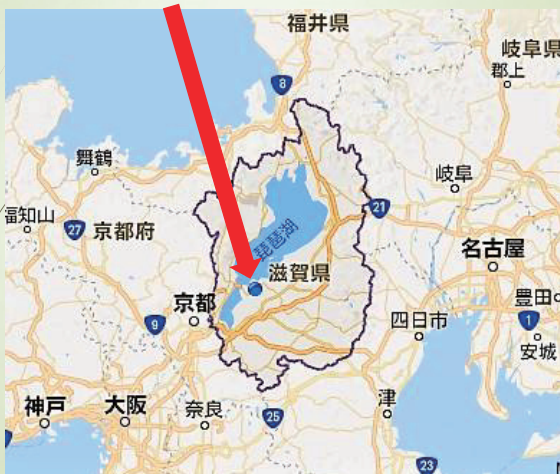 福井県
岐阜県
郡上
8
舞鶴
岐阜
福知山
27
京都府
21
琵琶湖
滋賀県
名古屋
京都
豊田
9
四日市
1
安城
神戸
大阪
奈良
25
津
23